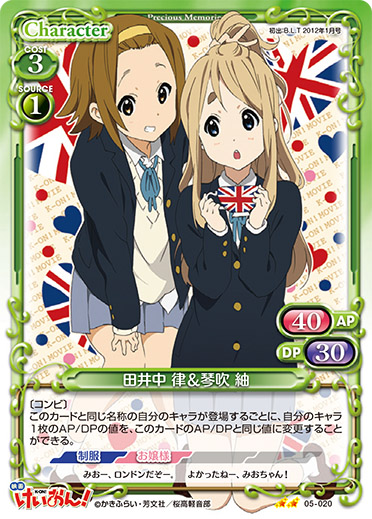 Precious Memories
Character
初出:B.L.T 2012年1月号
COST
3
SOURCE
1
K-ON! MOVIE
40 AP
DP 30
田井中 律&琴吹 紬
[コンビ]
このカードと同じ名称の自分のキャラが登場するごとに、自分のキャラ
1枚のAP/DPの値を、このカードのAP/DPと同じ値に変更すること
ができる。
制服 お嬢様
みおー、ロンドンだぞー。 よかったねー、みおちゃん!
映画
けいおん!
K-ON!
©かきふらい・芳文社/桜高軽音部
05-020